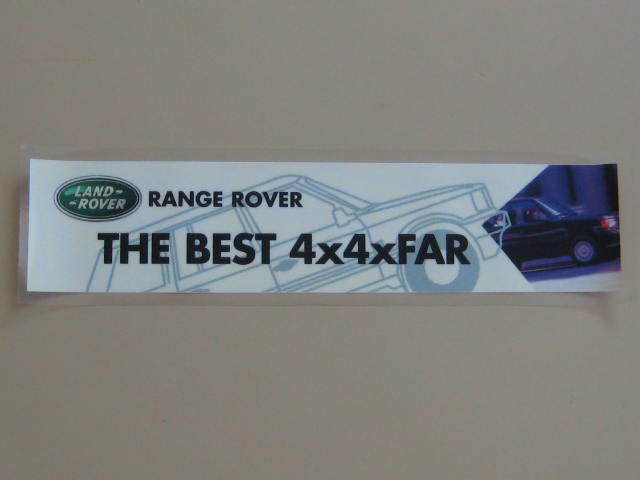 LAND-
-ROVER
RANGE ROVER
THE BEST 4x4xFAR